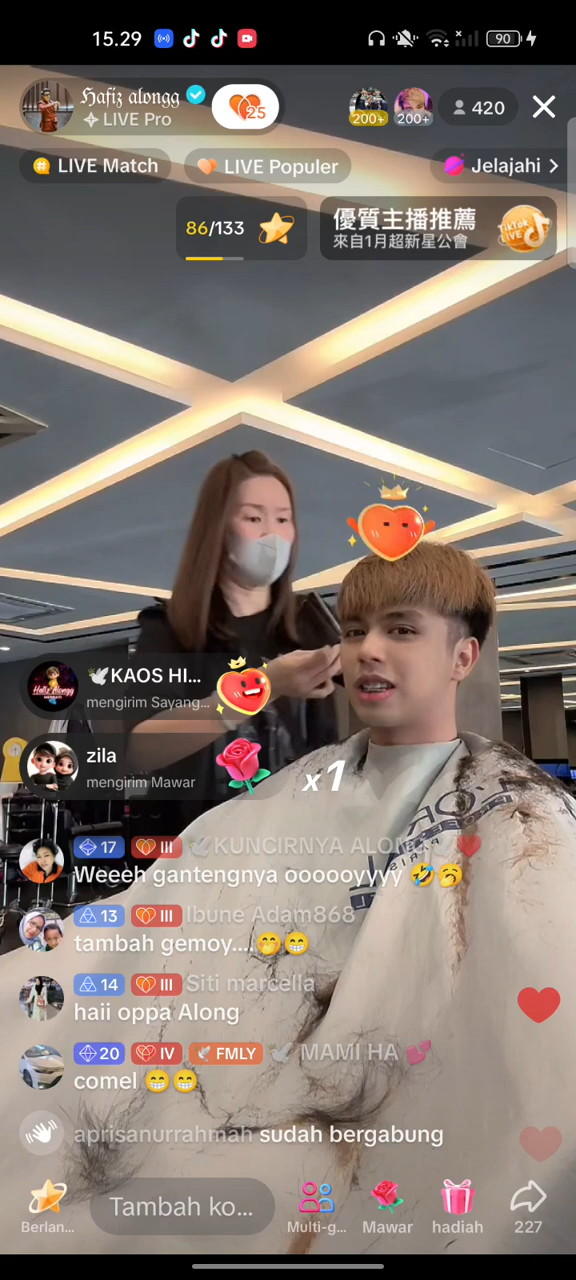 15.29
90
Hafiz alongg
LIVE Pro
25
200+
200+
420
LIVE Match
LIVE Populer
Jelajahi
86/133
優質主播推薦
來自1月超新星公會
TikTok
LIVE
🕊️KAOS HI...
mengirim Sayang...
zila
mengirim Mawar
x1
17 III 🕊️KUNCIRNYA ALONG
Weeeh gantengnya oooooyyyy 🤣🥱
13 III Ibune Adam868
tambah gemoy....🤭😁
14 III Siti marcella
haii oppa Along
20 IV FMLY 🕊️ MAMI HA 💕
comel 😁😁
aprisanurrahmah sudah bergabung
Berlan...
Tambah ko...
Multi-g...
Mawar
hadiah
227